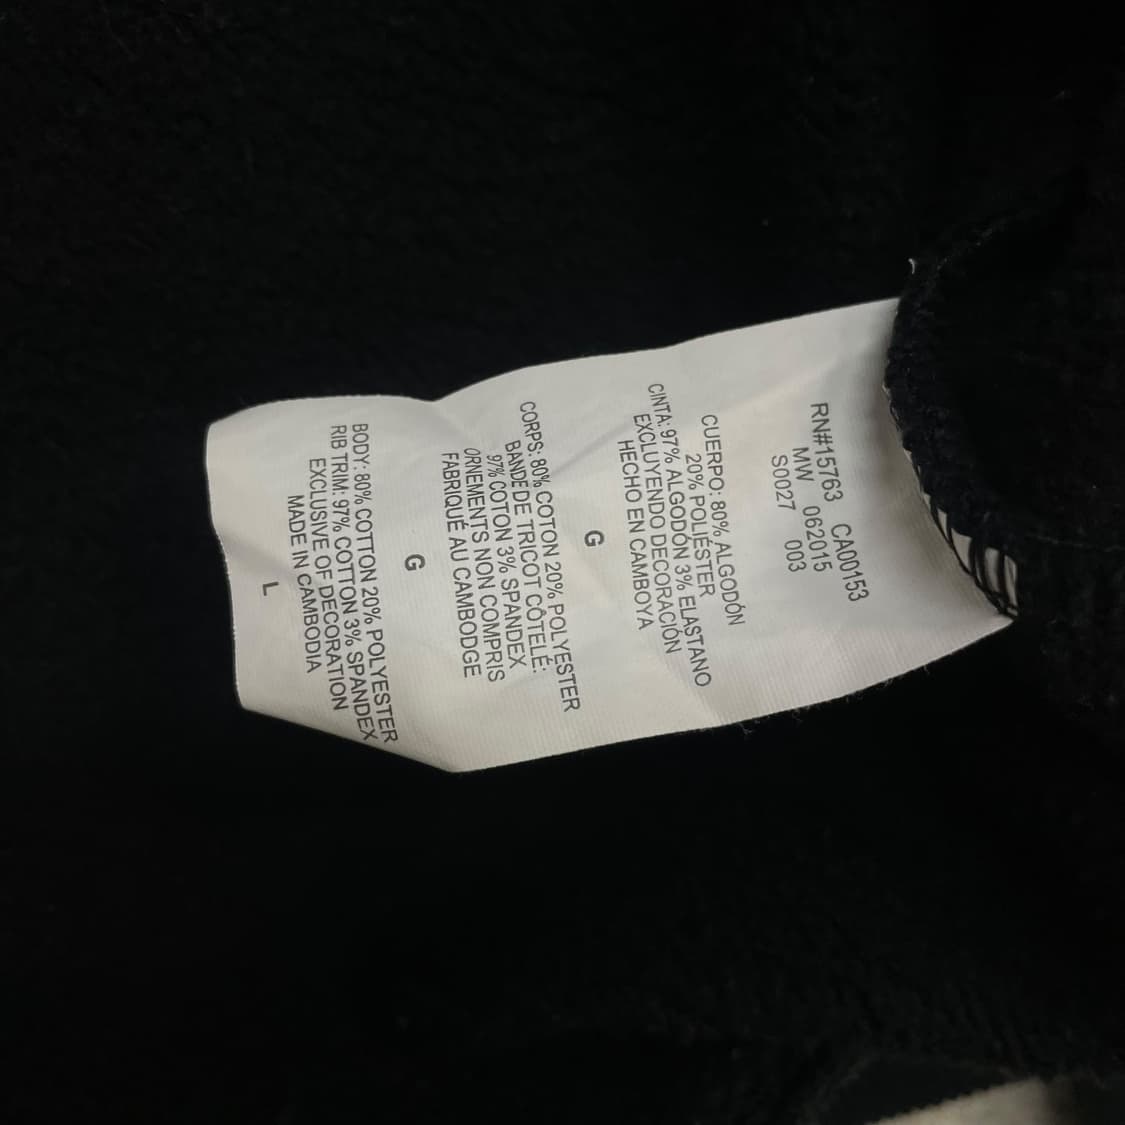 RN#15763 CA00153
MW 062015
S0027 003
CUERPO: 80% ALGODÓN
20% POLIÉSTER
CINTA: 97% ALGODÓN 3% ELASTANO
EXCLUYENDO DECORACIÓN
HECHO EN CAMBOYA
G
CORPS: 80% COTON 20% POLYESTER
BANDE DE TRICOT CÔTELÉ:
97% COTON 3% SPANDEX
ORNEMENTS NON COMPRIS
FABRIQUÉ AU CAMBODGE
G
BODY: 80% COTTON 20% POLYESTER
RIB TRIM: 97% COTTON 3% SPANDEX
EXCLUSIVE OF DECORATION
MADE IN CAMBODIA
L